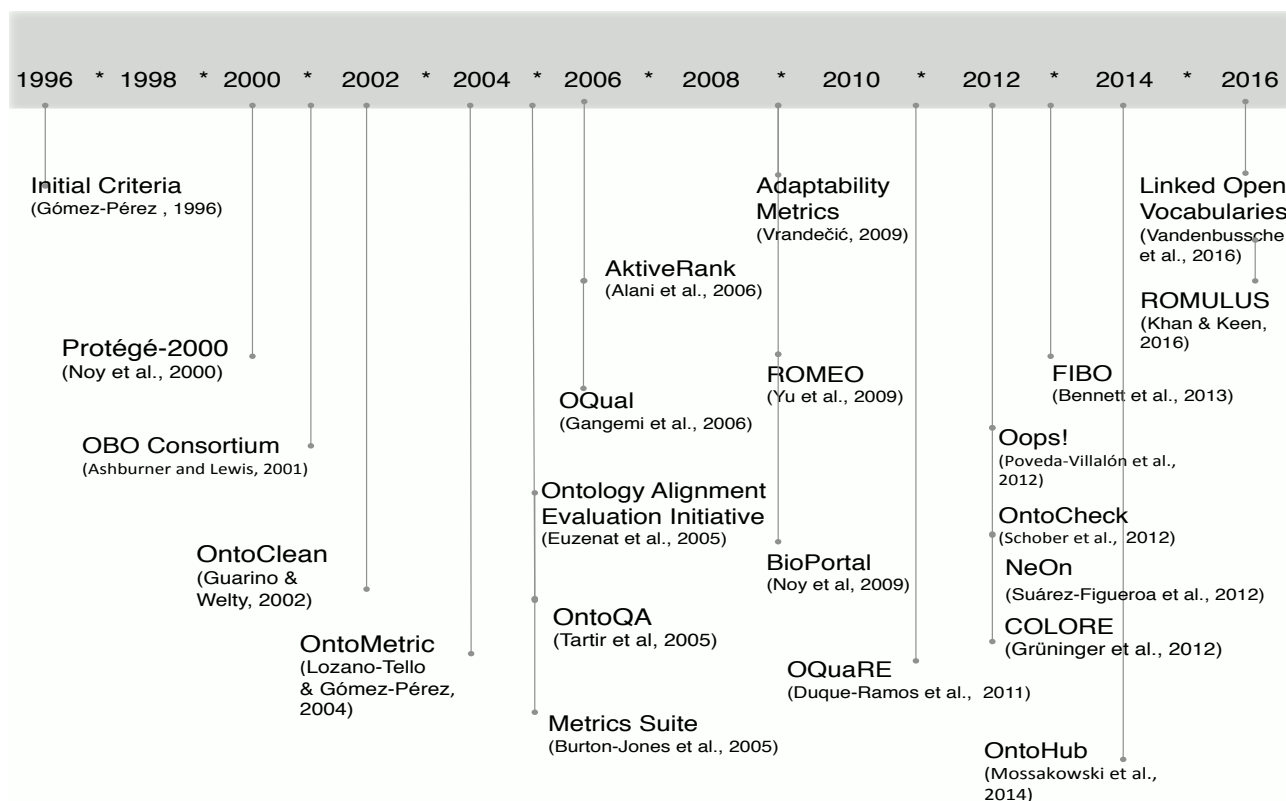 1996 * 1998 * 2000 * 2002 * 2004 * 2006 * 2008 * 2010 * 2012 * 2014 * 2016
Initial Criteria
(Gómez-Pérez , 1996)
Protégé-2000
(Noy et al., 2000)
OBO Consortium
(Ashburner and Lewis, 2001)
OntoClean
(Guarino &
Welty, 2002)
OntoMetric
(Lozano-Tello
& Gómez-Pérez,
2004)
AktiveRank
(Alani et al., 2006)
OQual
(Gangemi et al., 2006)
Ontology Alignment
Evaluation Initiative
(Euzenat et al., 2005)
OntoQA
(Tartir et al, 2005)
Metrics Suite
(Burton-Jones et al., 2005)
Adaptability
Metrics
(Vrandečić, 2009)
ROMEO
(Yu et al., 2009)
BioPortal
(Noy et al, 2009)
OQuaRE
(Duque-Ramos et al., 2011)
Oops!
(Poveda-Villalón et al.,
2012)
OntoCheck
(Schober et al., 2012)
NeOn
(Suárez-Figueroa et al., 2012)
COLORE
(Grüninger et al., 2012)
FIBO
(Bennett et al., 2013)
OntoHub
(Mossakowski et al.,
2014)
Linked Open
Vocabularies
(Vandenbussche
et al., 2016)
ROMULUS
(Khan & Keen,
2016)